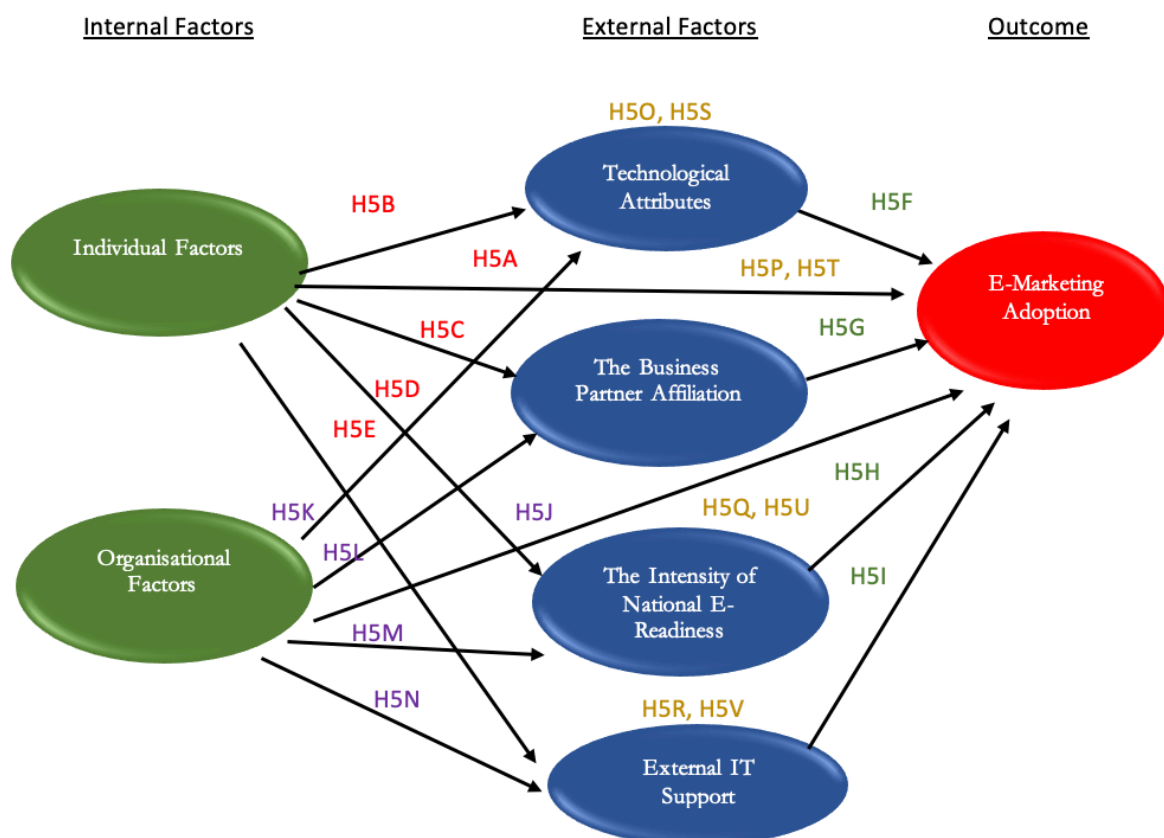 Internal Factors
External Factors
Outcome
H5O, H5S
Technological
Attributes
H5B
H5F
Individual Factors
H5A
H5P, H5T
E-Marketing
Adoption
H5C
H5G
The Business
Partner Affiliation
H5D
H5E
H5H
H5K
H5J
H5Q, H5U
H5L
Organisational
Factors
The Intensity of
National E-
Readiness
H5I
H5M
H5N
H5R, H5V
External IT
Support